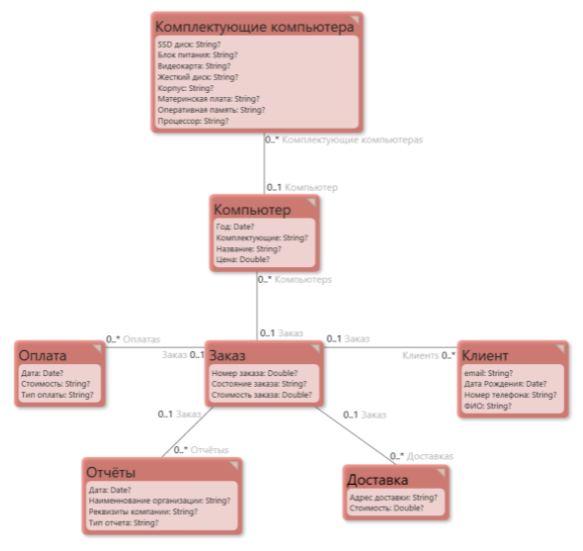 Комплектующие компьютера
SSD диск: String?
Блок питания: String?
Видеокарта: String?
Жесткий диск: String?
Корпус: String?
Материнская плата: String?
Оперативная память: String?
Процессор: String?
0..* Комплектующие компьютераs
0..1 Компьютер
Компьютер
Год: Date?
Комплектующие: String?
Название: String?
Цена: Double?
0..* Компьютерs
0..1 Заказ
0..* Оплатаs
Заказ 0..1
0..1 Заказ
Клиентs 0..*
Оплата
Дата: Date?
Стоимость: String?
Тип оплаты: String?
Заказ
Номер заказа: Double?
Состояние заказа: String?
Стоимость заказа: Double?
Клиент
email: String?
Дата Рождения: Date?
Номер телефона: String?
ФИО: String?
0..1 Заказ
0..1 Заказ
0..* Отчётыs
0..* Доставкаs
Отчёты
Дата: Date?
Наименнование организации: String?
Реквизиты компании: String?
Тип отчета: String?
Доставка
Адрес доставки: String?
Стоимость: Double?